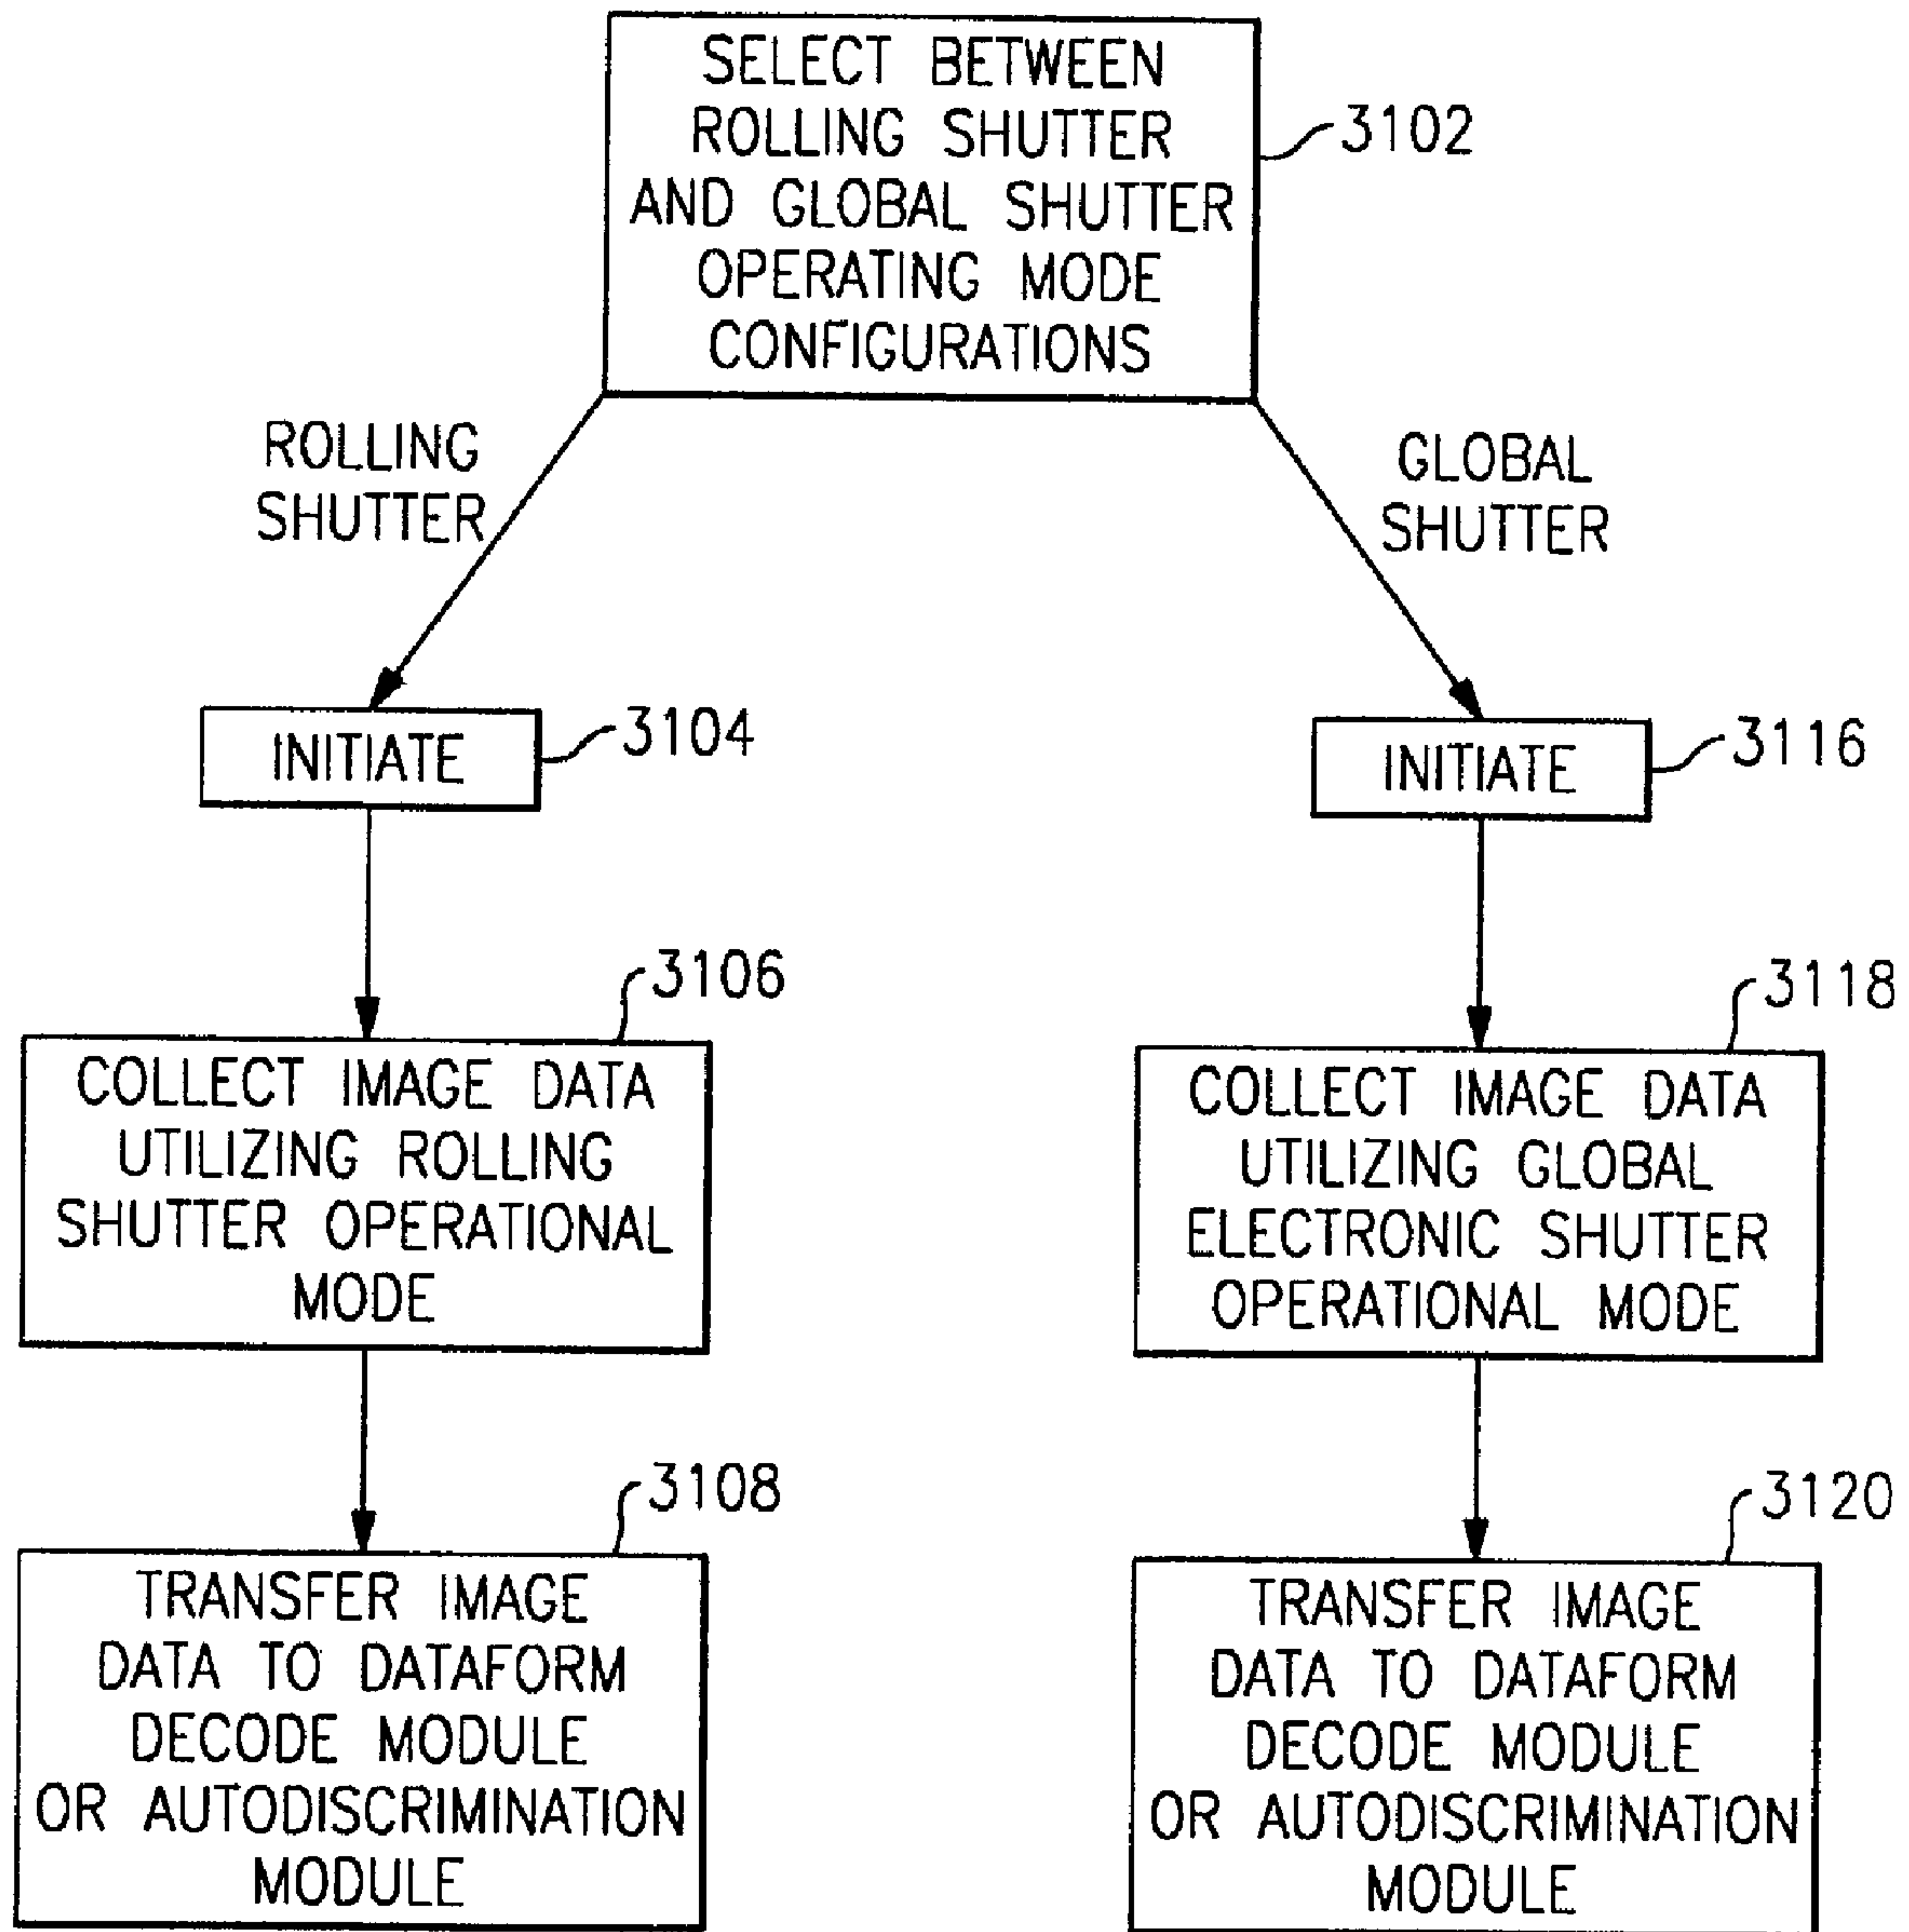 SELECT BETWEEN
ROLLING SHUTTER
AND GLOBAL SHUTTER
OPERATING MODE
CONFIGURATIONS
3102
ROLLING
SHUTTER
GLOBAL
SHUTTER
INITIATE
3104
INITIATE
3116
3106
COLLECT IMAGE DATA
UTILIZING ROLLING
SHUTTER OPERATIONAL
MODE
3118
COLLECT IMAGE DATA
UTILIZING GLOBAL
ELECTRONIC SHUTTER
OPERATIONAL MODE
3108
TRANSFER IMAGE
DATA TO DATAFORM
DECODE MODULE
OR AUTODISCRIMINATION
MODULE
3120
TRANSFER IMAGE
DATA TO DATAFORM
DECODE MODULE
OR AUTODISCRIMINATION
MODULE